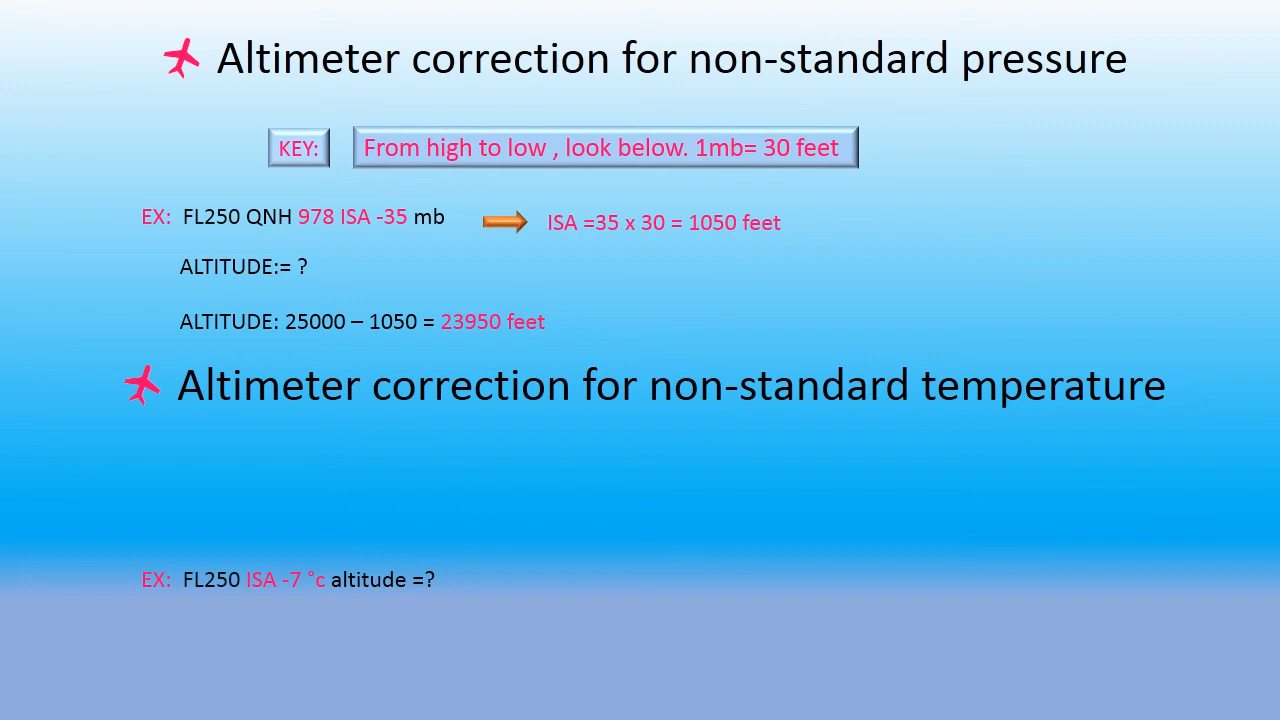 Altimeter correction for non-standard pressure
KEY: From high to low , look below. 1mb= 30 feet
EX: FL250 QNH 978 ISA -35 mb ISA =35 x 30 = 1050 feet
ALTITUDE:= ?
ALTITUDE: 25000 – 1050 = 23950 feet
Altimeter correction for non-standard temperature
EX: FL250 ISA -7 °c altitude =?